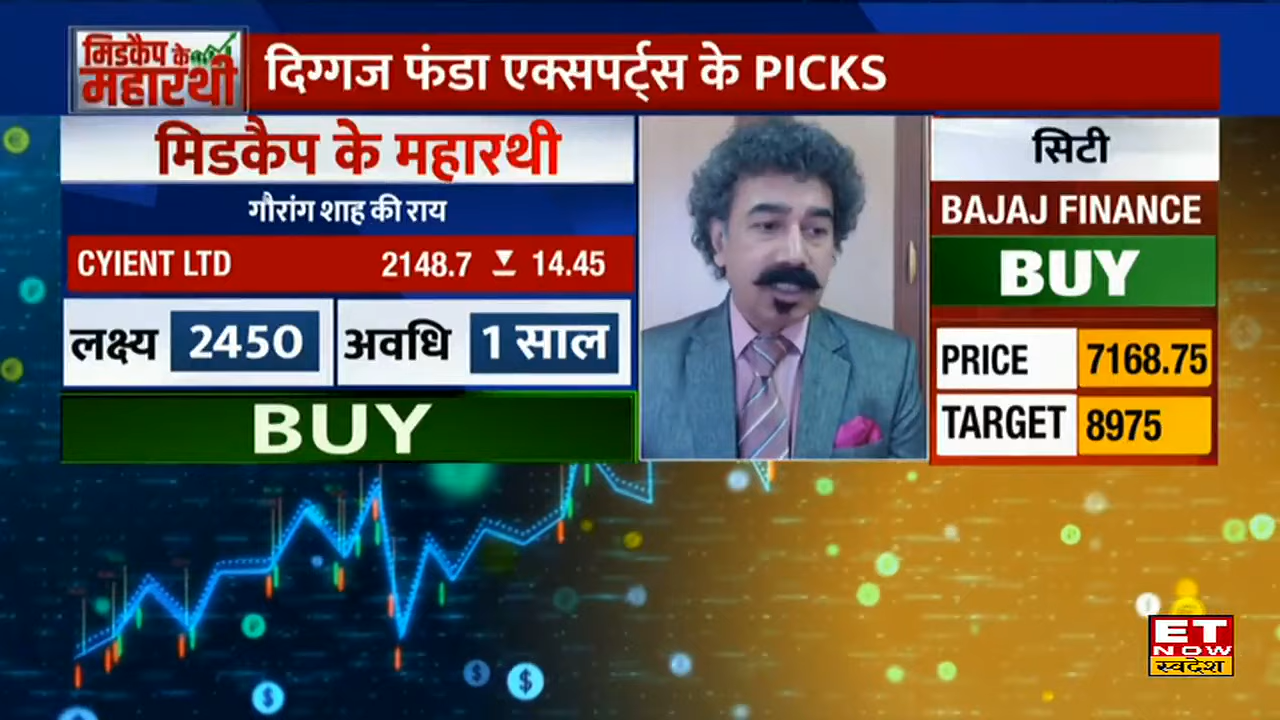 मिडकैप के
महारथी
दिग्गज फंडा एक्सपर्ट्स के PICKS
मिडकैप के महारथी
गौरांग शाह की राय
CYIENT LTD 2148.7 14.45
लक्ष्य 2450 अवधि 1 साल
BUY
सिटी
BAJAJ FINANCE
BUY
PRICE 7168.75
TARGET 8975
ET
NOW
स्वदेश